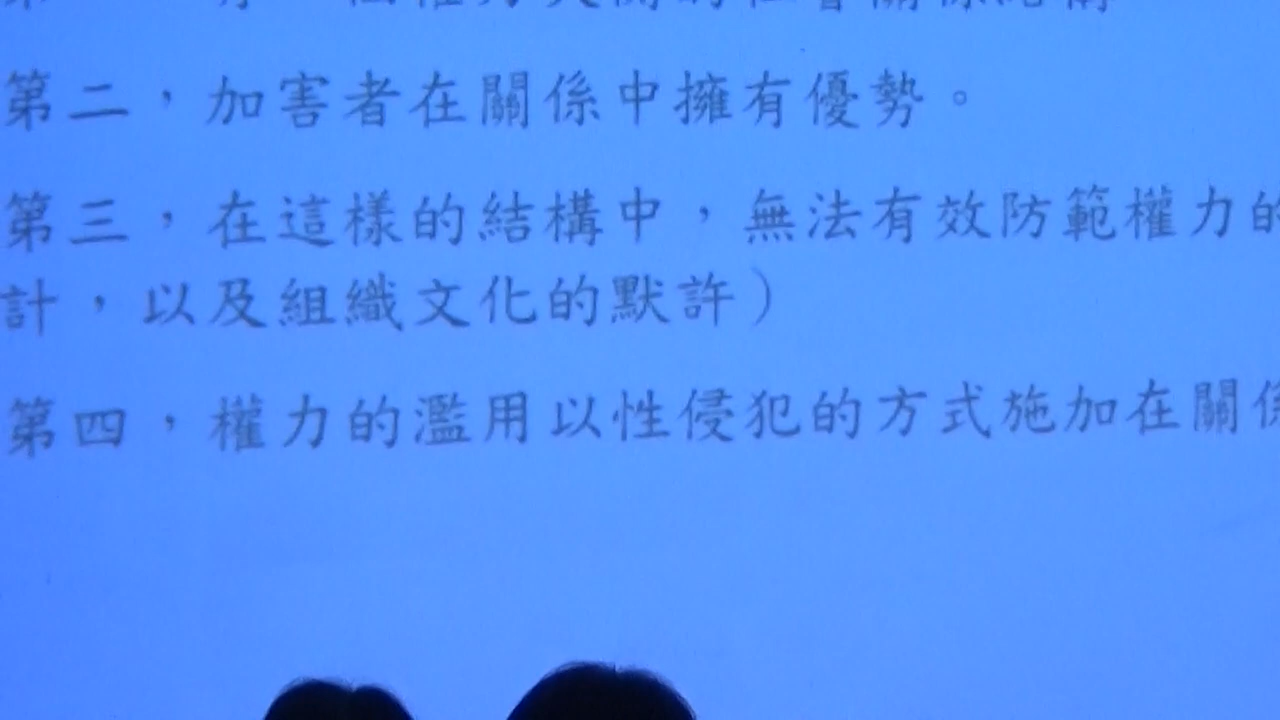 第二，加害者在關係中擁有優勢。
第三，在這樣的結構中，無法有效防範權力的
計，以及組織文化的默許）
第四，權力的濫用以性侵犯的方式施加在關係